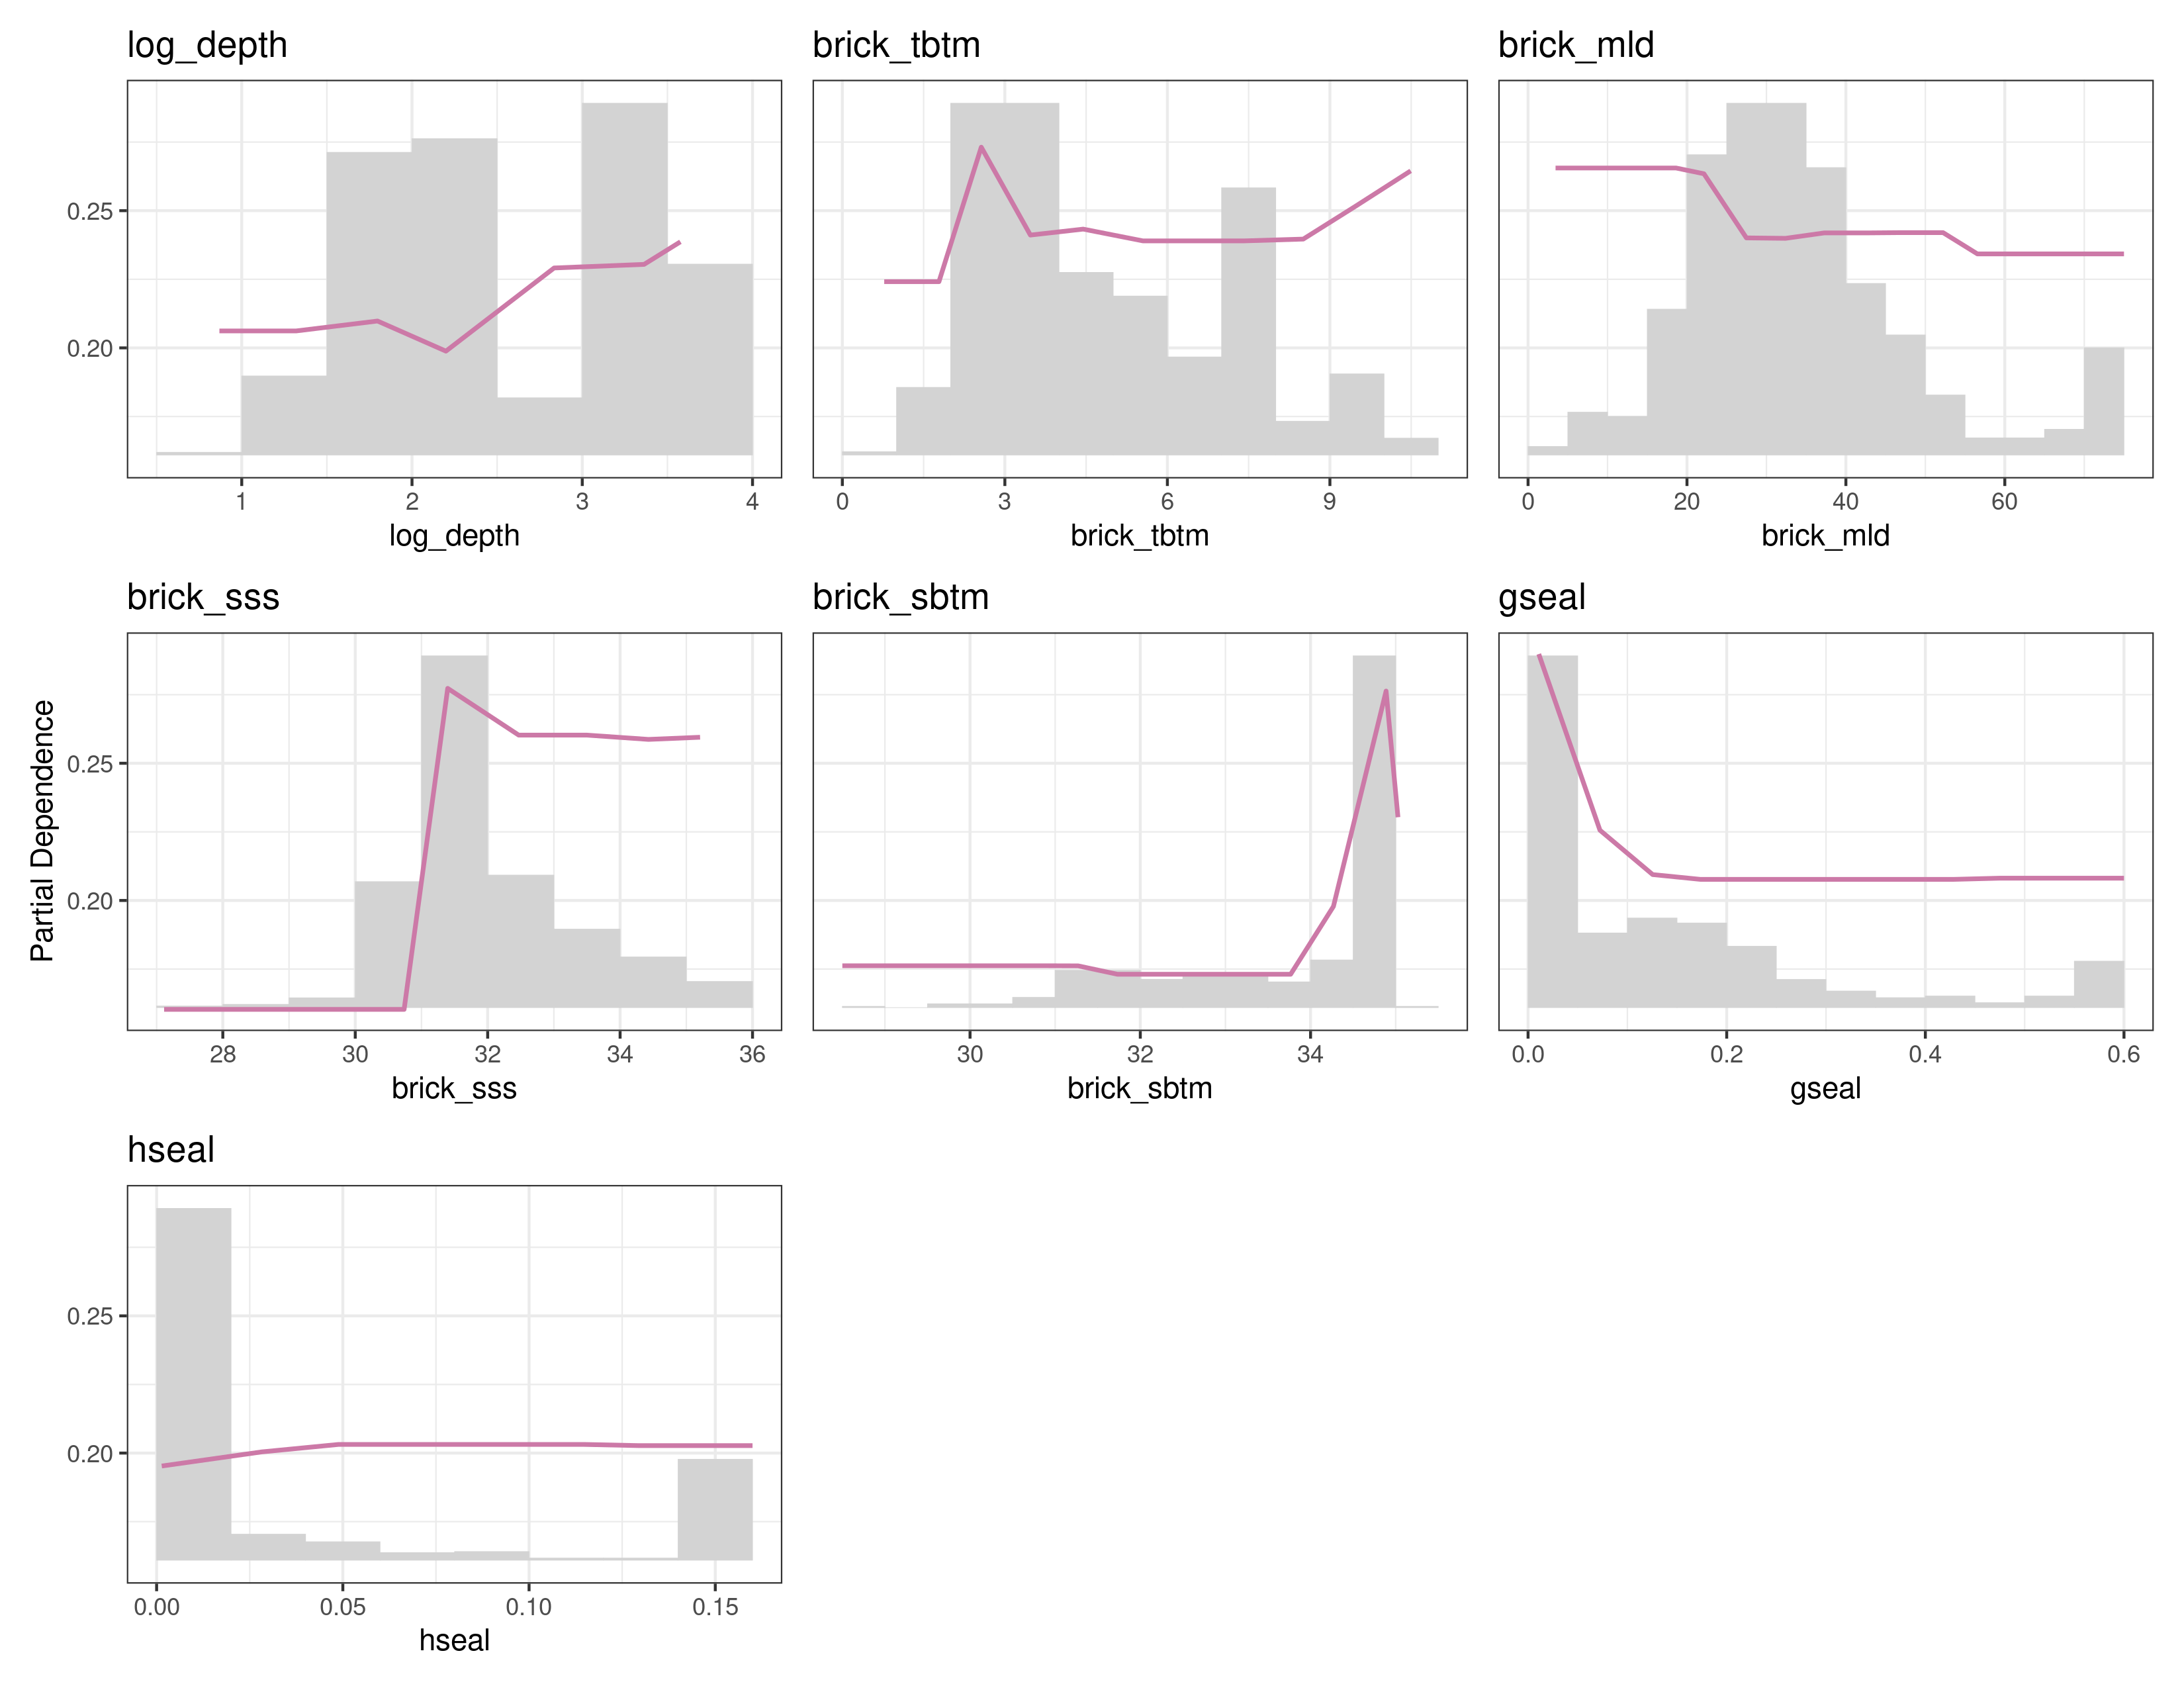 log_depth
brick_tbtm
brick_mld
0.25
0.20
1 2 3 4
0 3 6 9
0 20 40 60
log_depth
brick_tbtm
brick_mld
brick_sss
brick_sbtm
gseal
Partial Dependence
0.25
0.20
28 30 32 34 36
30 32 34
0.0 0.2 0.4 0.6
brick_sss
brick_sbtm
gseal
hseal
0.25
0.20
0.00 0.05 0.10 0.15
hseal